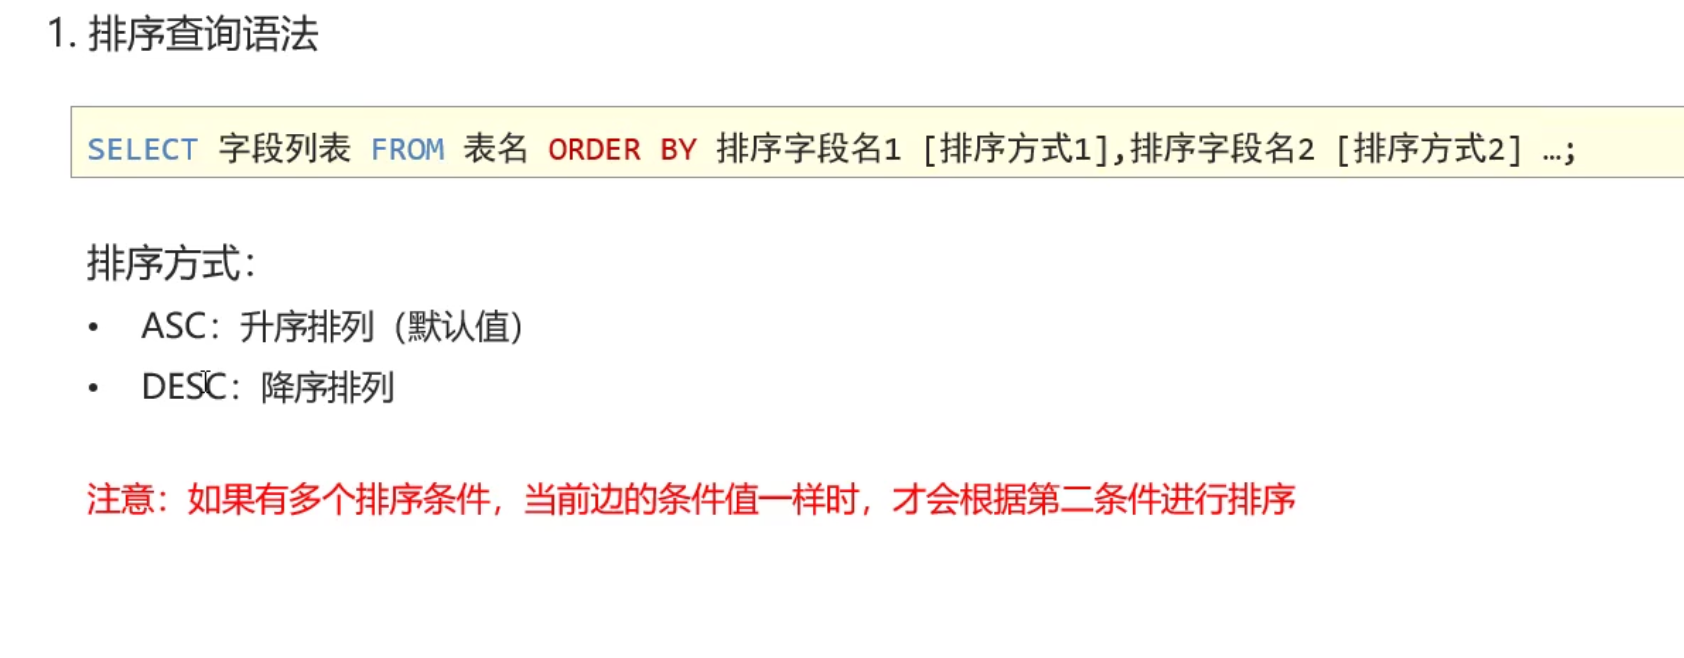 1. 排序查询语法
SELECT 字段列表 FROM 表名 ORDER BY 排序字段名1 [排序方式1],排序字段名2 [排序方式2] …;
排序方式：
• ASC：升序排列（默认值）
• DESC：降序排列
注意：如果有多个排序条件，当前边的条件值一样时，才会根据第二条件进行排序